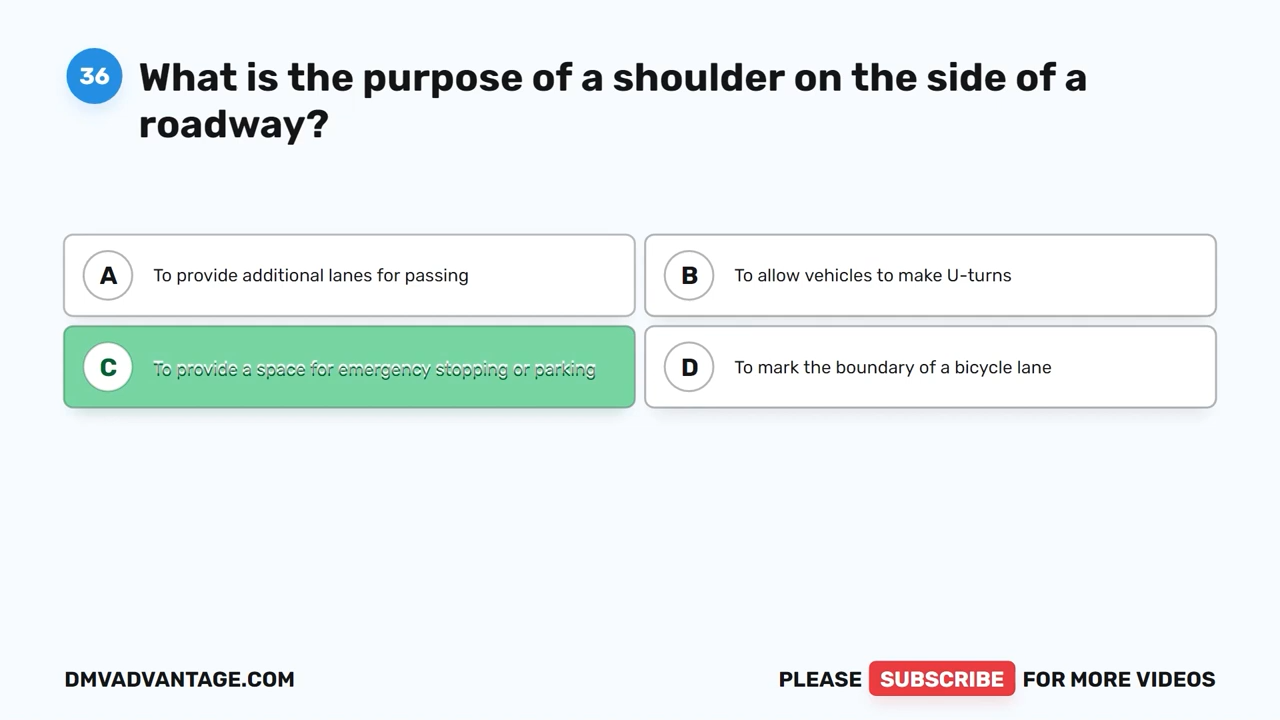 36
What is the purpose of a shoulder on the side of a
roadway?
A To provide additional lanes for passing
B To allow vehicles to make U-turns
C To provide a space for emergency stopping or parking
D To mark the boundary of a bicycle lane
DMVADVANTAGE.COM
PLEASE SUBSCRIBE FOR MORE VIDEOS